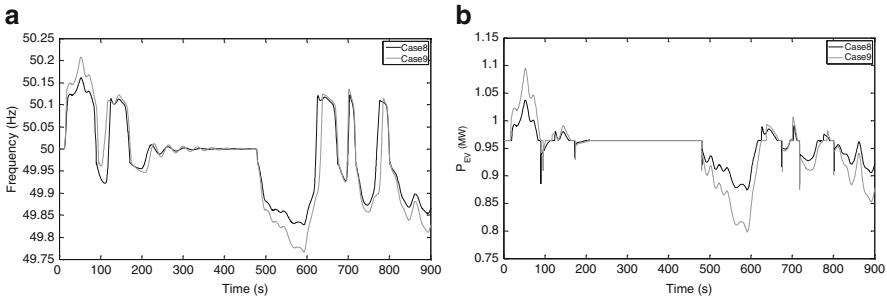 a
50.25
50.2
50.15
50.1
50.05
50
49.95
49.9
49.85
49.8
49.75
Frequency (Hz)
0 100 200 300 400 500 600 700 800 900
Time (s)
Case8
Case9
b
1.15
1.1
1.05
1
0.95
0.9
0.85
0.8
0.75
P EV (MW)
0 100 200 300 400 500 600 700 800 900
Time (s)
Case8
Case9